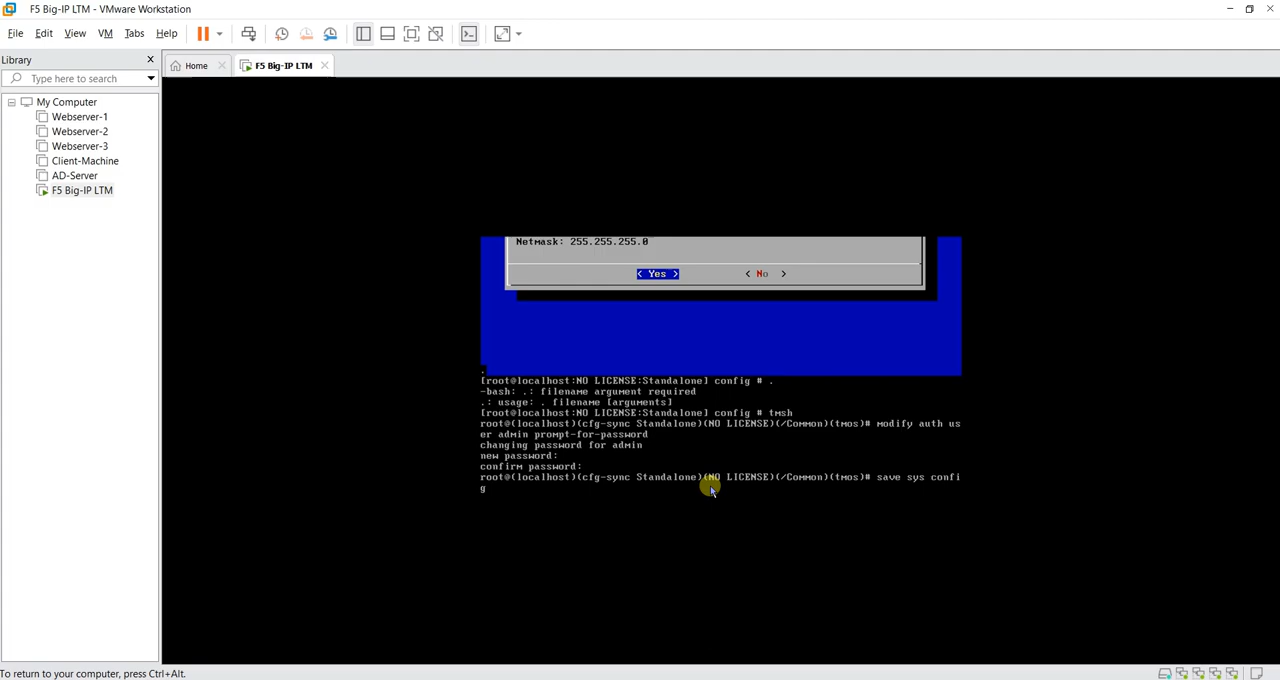 F5 Big-IP LTM - VMware Workstation
File Edit View VM Tabs Help
Library
Home
F5 Big-IP LTM
Type here to search
My Computer
Webserver-1
Webserver-2
Webserver-3
Client-Machine
AD-Server
F5 Big-IP LTM
Netmask: 255.255.255.0
< Yes > < No >
.
[root@localhost:NO LICENSE:Standalone] config # .
-bash: .: filename argument required
.: usage: . filename [arguments]
[root@localhost:NO LICENSE:Standalone] config # tmsh
root@(localhost)(cfg-sync Standalone)(NO LICENSE)(/Common)(tmos)# modify auth us
er admin prompt-for-password
changing password for admin
new password:
confirm password:
root@(localhost)(cfg-sync Standalone)(NO LICENSE)(/Common)(tmos)# save sys confi
g
To return to your computer, press Ctrl+Alt.